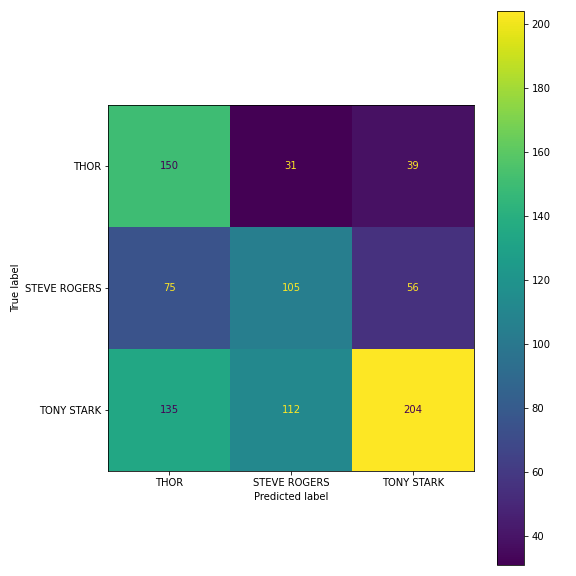 THOR 150 31 39
STEVE ROGERS 75 105 56
TONY STARK 135 112 204
THOR STEVE ROGERS TONY STARK
Predicted label
True label
200
180
160
140
120
100
80
60
40